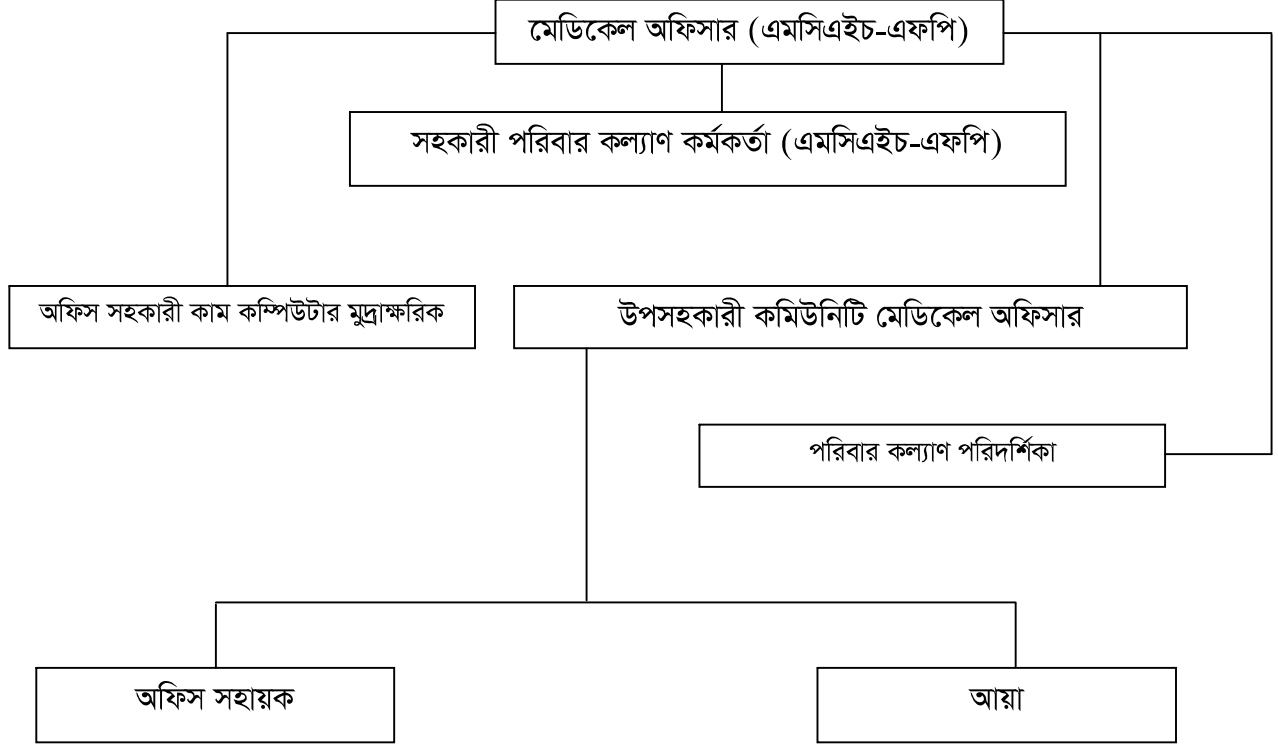 মেডিকেল অফিসার (এমসিএইচ-এফপি)
সহকারী পরিবার কল্যাণ কর্মকর্তা (এমসিএইচ-এফপি)
অফিস সহকারী কাম কম্পিউটার মুদ্রাক্ষরিক
উপসহকারী কমিউনিটি মেডিকেল অফিসার
পরিবার কল্যাণ পরিদর্শিকা
অফিস সহায়ক
আয়া